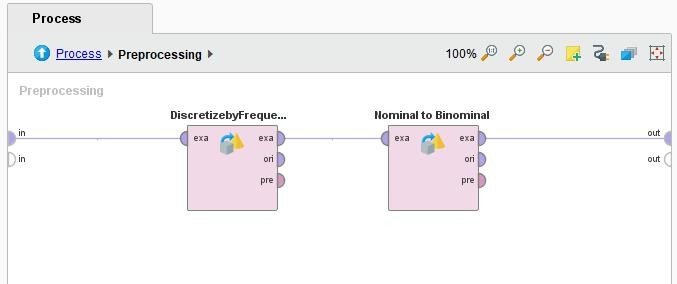 Process
Process Preprocessing 100%
Preprocessing
DiscretizebyFreque... Nominal to Binominal
in exa exa exa exa out
in ori ori out
pre pre